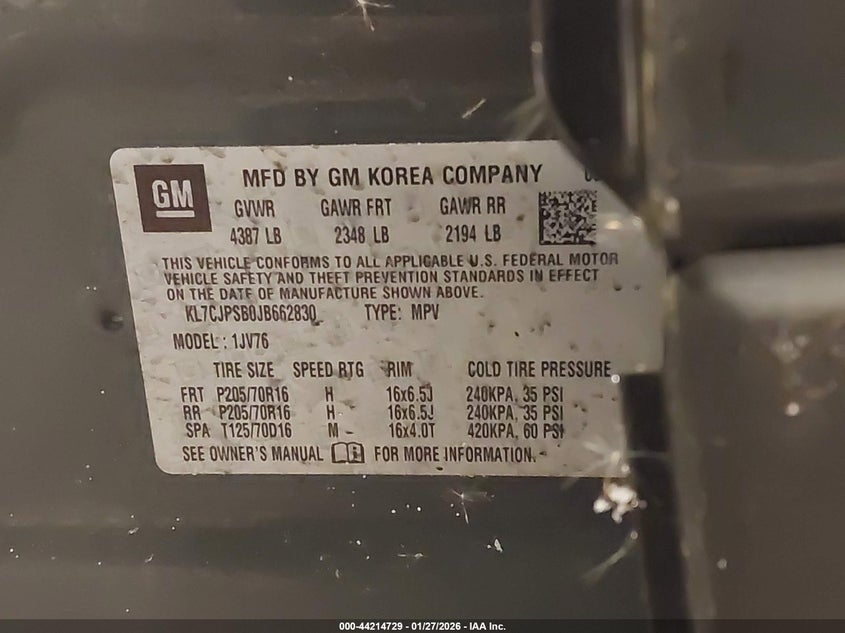 GM
MFD BY GM KOREA COMPANY
GVWR GAWR FRT GAWR RR
4387 LB 2348 LB 2194 LB
THIS VEHICLE CONFORMS TO ALL APPLICABLE U.S. FEDERAL MOTOR
VEHICLE SAFETY AND THEFT PREVENTION STANDARDS IN EFFECT
ON THE DATE OF MANUFACTURE SHOWN ABOVE.
KL7CJPSB0JB662830 TYPE: MPV
MODEL: 1JV76
TIRE SIZE SPEED RTG RIM COLD TIRE PRESSURE
FRT P205/70R16 H 16x6.5J 240KPA, 35 PSI
RR P205/70R16 H 16x6.5J 240KPA, 35 PSI
SPA T125/70D16 M 16x4.0T 420KPA, 60 PSI
SEE OWNER'S MANUAL FOR MORE INFORMATION.
000-44214729 - 01/27/2026 - IAA Inc.